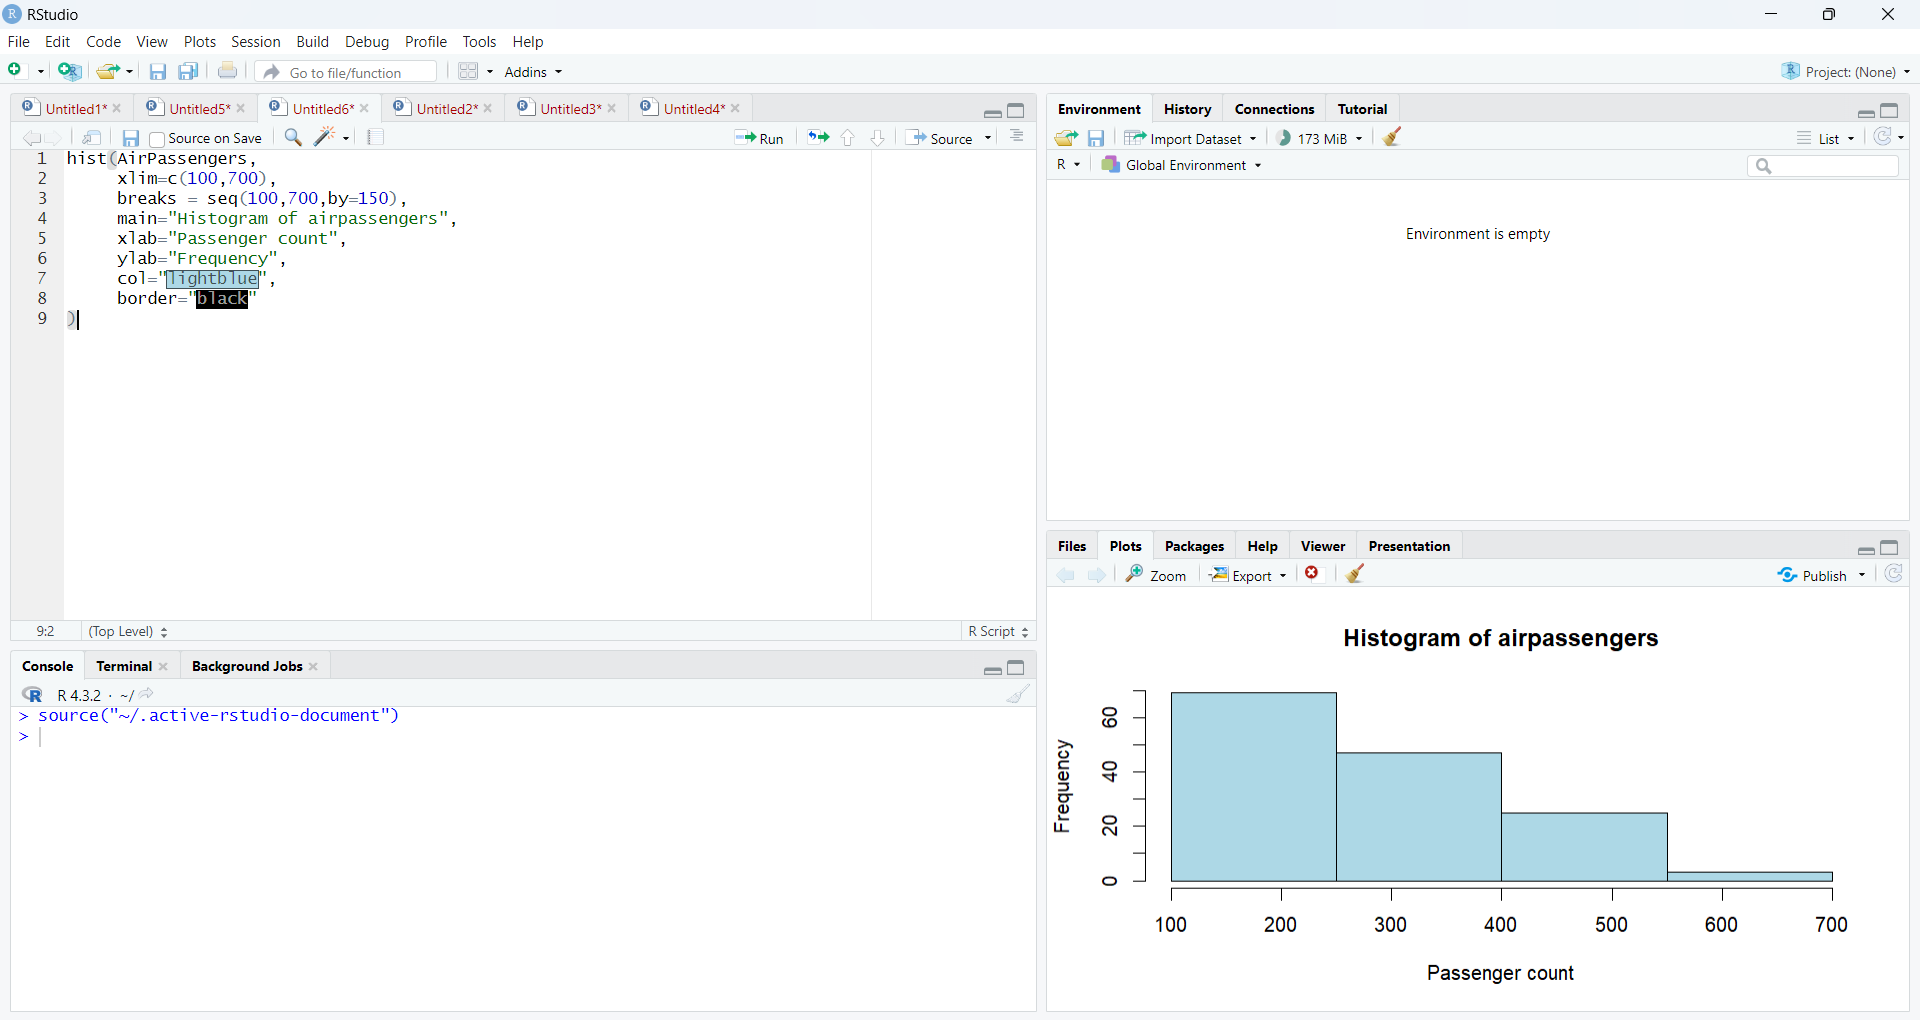 RStudio
File Edit Code View Plots Session Build Debug Profile Tools Help
Go to file/function Addins Project: (None)
Untitled1* Untitled5* Untitled6* Untitled2* Untitled3* Untitled4*
Source on Save Run Source
1 hist(AirPassengers,
2 xlim=c(100,700),
3 breaks = seq(100,700,by=150),
4 main="Histogram of airpassengers",
5 xlab="Passenger count",
6 ylab="Frequency",
7 col="lightblue",
8 border="black"
9 )
9:2 (Top Level) R Script
Console Terminal Background Jobs
R 4.3.2 · ~/
> source("~/.active-rstudio-document")
>
Environment History Connections Tutorial
Import Dataset 173 MiB List
R Global Environment
Environment is empty
Files Plots Packages Help Viewer Presentation
Zoom Export Publish
Histogram of airpassengers
Frequency
60
40
20
0
100 200 300 400 500 600 700
Passenger count